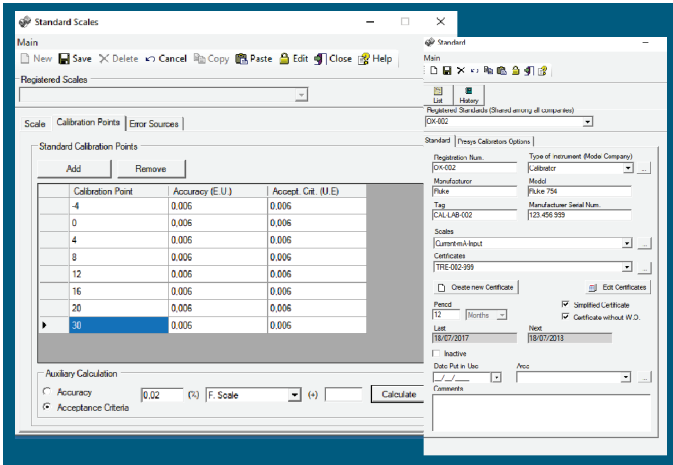 Standard Scales
Main
New Save Delete Cancel Copy Paste Edit Close Help
Registered Scales
Scale Calibration Points Error Sources
Standard Calibration Points
Add Remove
Calibration Point Accuracy (E.U.) Accept. Crit. (U.E)
-4 0,006 0,006
0 0,006 0,006
4 0,006 0,006
8 0,006 0,006
12 0,006 0,006
16 0,006 0,006
20 0,006 0,006
30 0,006 0,006
Auxiliary Calculation
Accuracy
Acceptance Criteria
0,02 (%) F. Scale (+) Calculate
Standard
Main
List History
Registered Standards (Shared among all companies)
OX-002
Standard Presys Calibrators Options
Registration Num. Type of Instrument (Mode Company)
OX-002 Calibrator ...
Manufacturer Model
Fluke Fluke 754
Tag Manufacturer Serial Num.
CAL-LAB-002 123.456.999
Scales
Current-mA-Input ...
Certificates
TRE-002-999 ...
Create new Certificate Edit Certificates
Period
12 Months
Simplified Certificate
Certificate without W.O.
Last Next
18/07/2017 18/07/2018
Inactive
Date Put in Use Area
__/__/____ ...
Comments